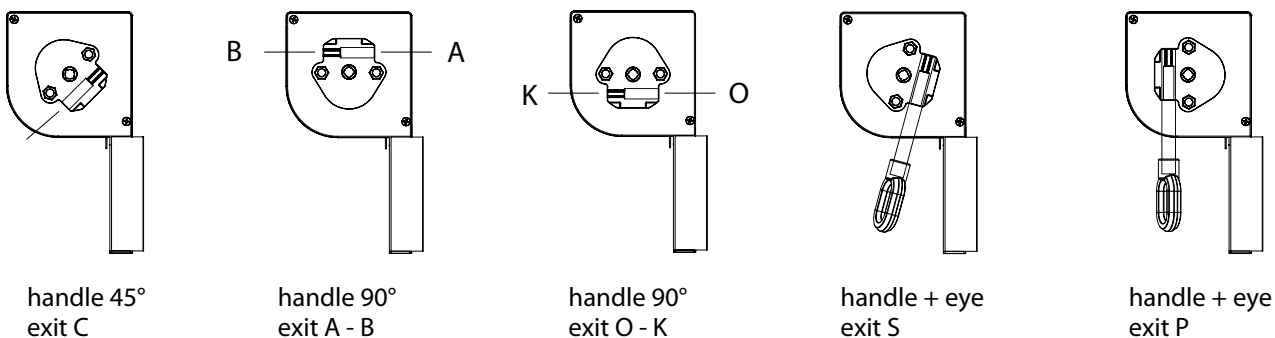 B
A
K
O
handle 45°
exit C
handle 90°
exit A - B
handle 90°
exit O - K
handle + eye
exit S
handle + eye
exit P